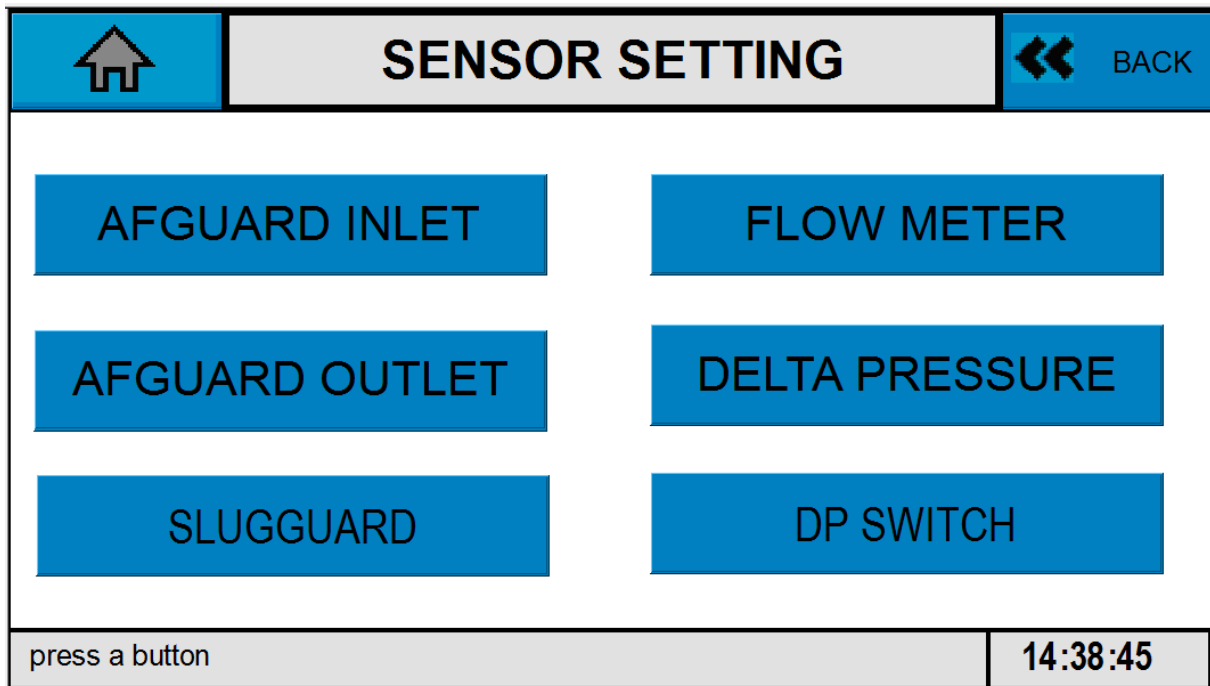 SENSOR SETTING
BACK
AFGUARD INLET
FLOW METER
AFGUARD OUTLET
DELTA PRESSURE
SLUGGUARD
DP SWITCH
press a button
14:38:45